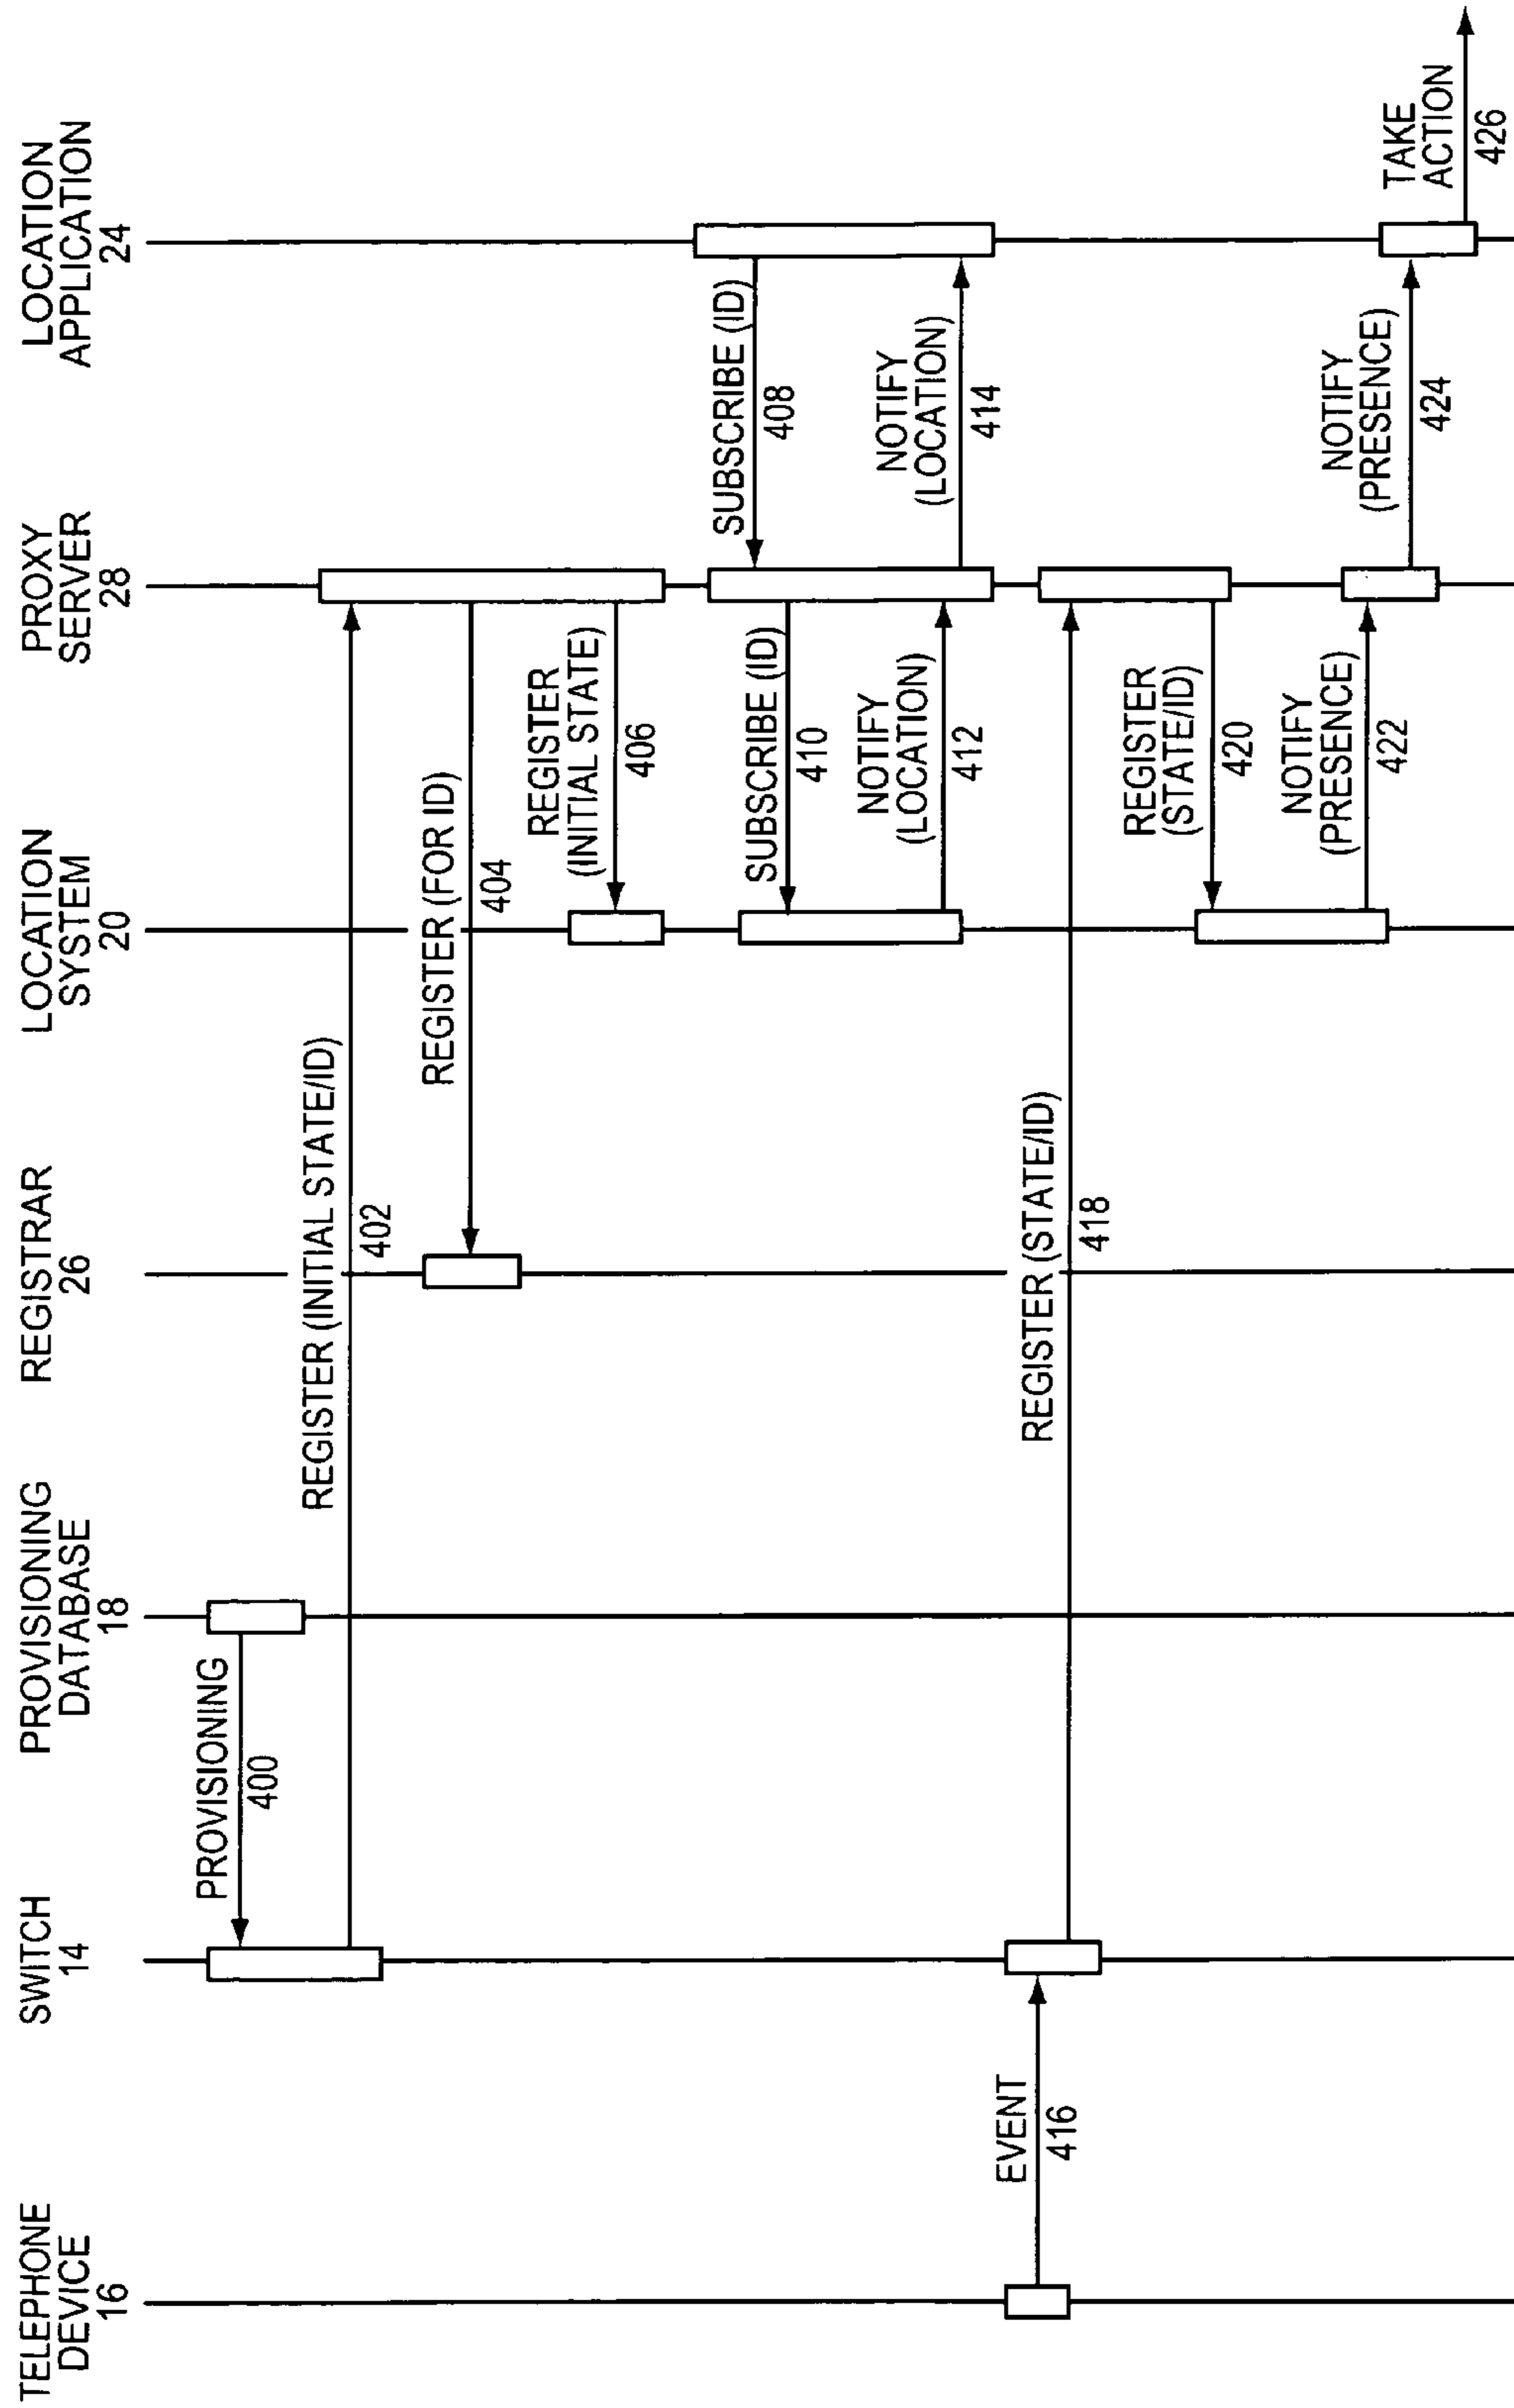 TELEPHONE
DEVICE
16
SWITCH
14
PROVISIONING
DATABASE
18
REGISTRAR
26
LOCATION
SYSTEM
20
PROXY
SERVER
28
LOCATION
APPLICATION
24
PROVISIONING
400
REGISTER (INITIAL STATE/ID)
402
REGISTER (FOR ID)
404
REGISTER
(INITIAL STATE)
406
SUBSCRIBE (ID)
408
SUBSCRIBE (ID)
410
NOTIFY
(LOCATION)
412
NOTIFY
(LOCATION)
414
EVENT
416
REGISTER (STATE/ID)
418
REGISTER
(STATE/ID)
420
NOTIFY
(PRESENCE)
422
NOTIFY
(PRESENCE)
424
TAKE
ACTION
426